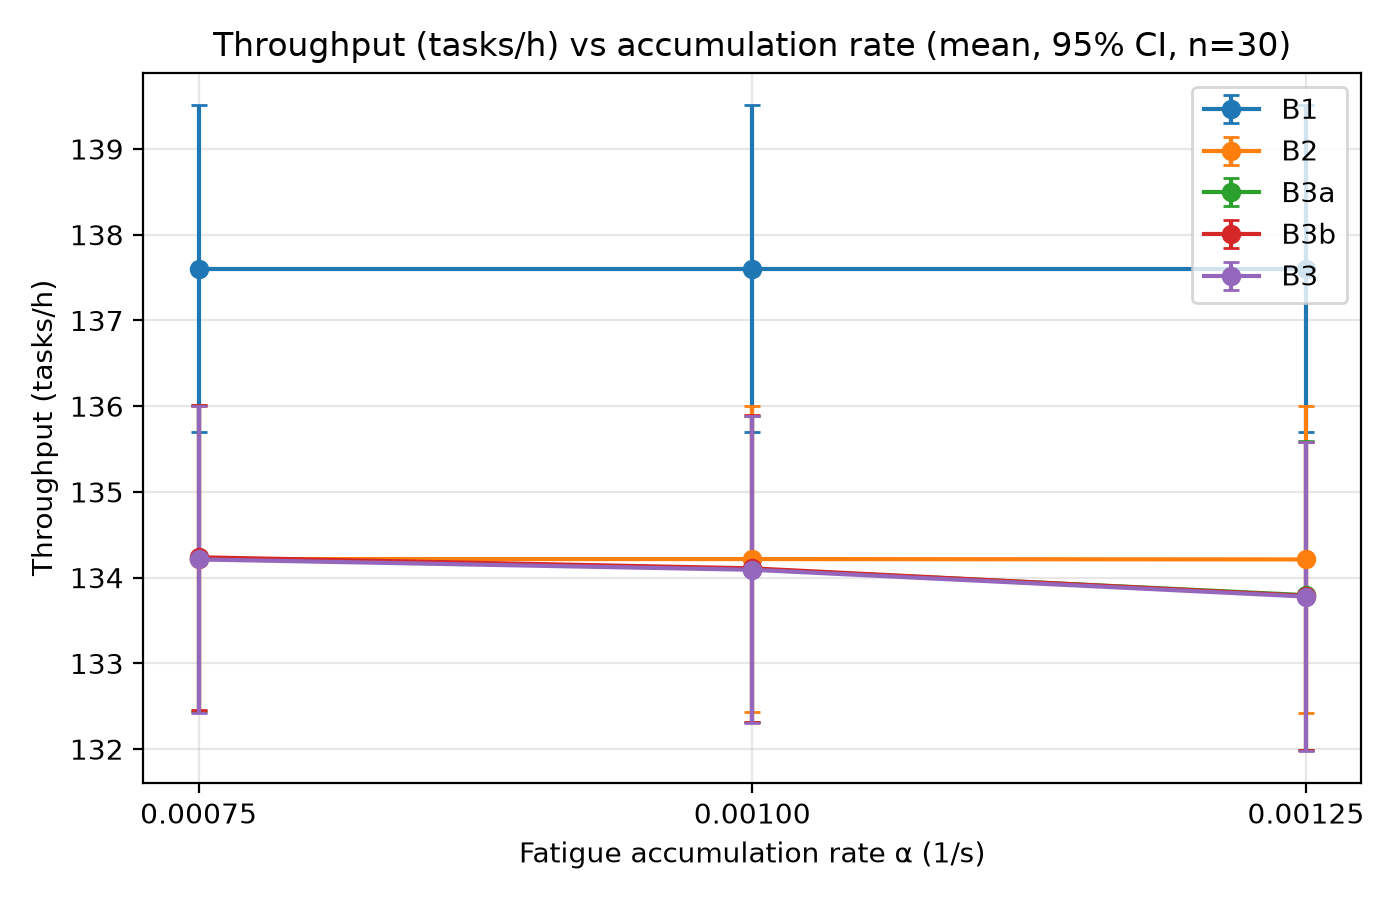 Throughput (tasks/h) vs accumulation rate (mean, 95% CI, n=30)
B1
B2
B3a
B3b
B3
139
138
137
136
135
134
133
132
Throughput (tasks/h)
0.00075
0.00100
0.00125
Fatigue accumulation rate α (1/s)